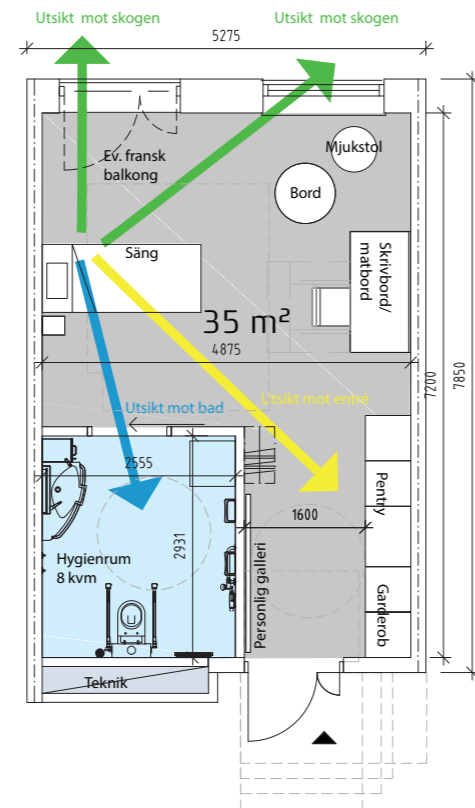 Utsikt mot skogen
Utsikt mot skogen
5275
Ev. fransk
balkong
Mjukstol
Bord
Säng
Skrivbord/
matbord
35 m²
4875
7200
7850
Utsikt mot bad
Utsikt mot entré
2555
2931
1600
Pentry
Hygienrum
8 kvm
Personlig galleri
Garderob
Teknik